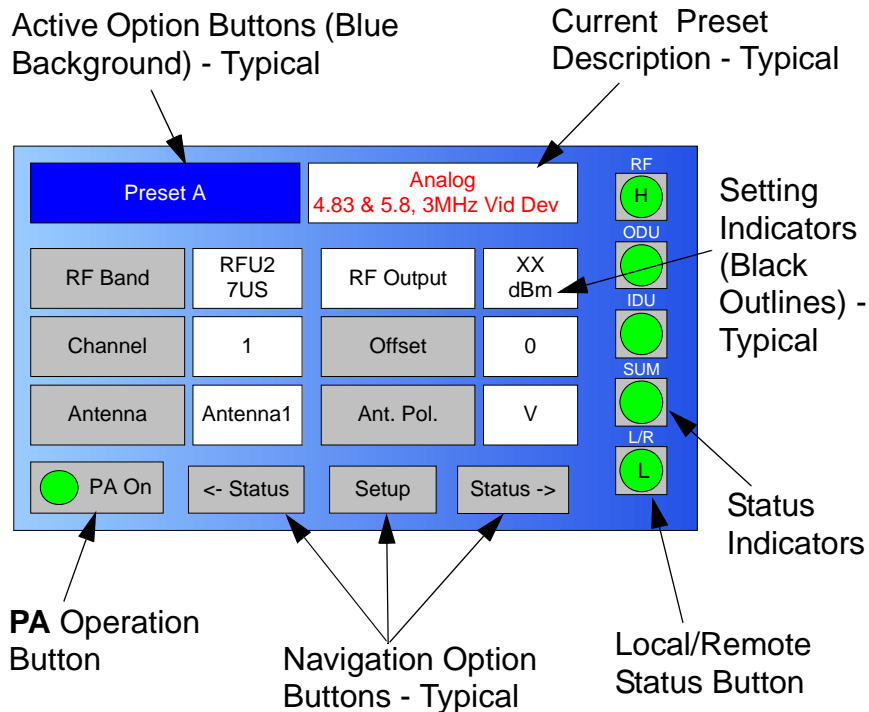 Active Option Buttons (Blue
Background) - Typical
Current Preset
Description - Typical
Preset A
Analog
4.83 & 5.8, 3MHz Vid Dev
RF
H
ODU
IDU
SUM
L/R
L
Setting
Indicators
(Black
Outlines) -
Typical
RF Band
RFU2
7US
RF Output
XX
dBm
Channel
1
Offset
0
Antenna
Antenna1
Ant. Pol.
V
PA On
<- Status
Setup
Status ->
Status
Indicators
PA Operation
Button
Navigation Option
Buttons - Typical
Local/Remote
Status Button